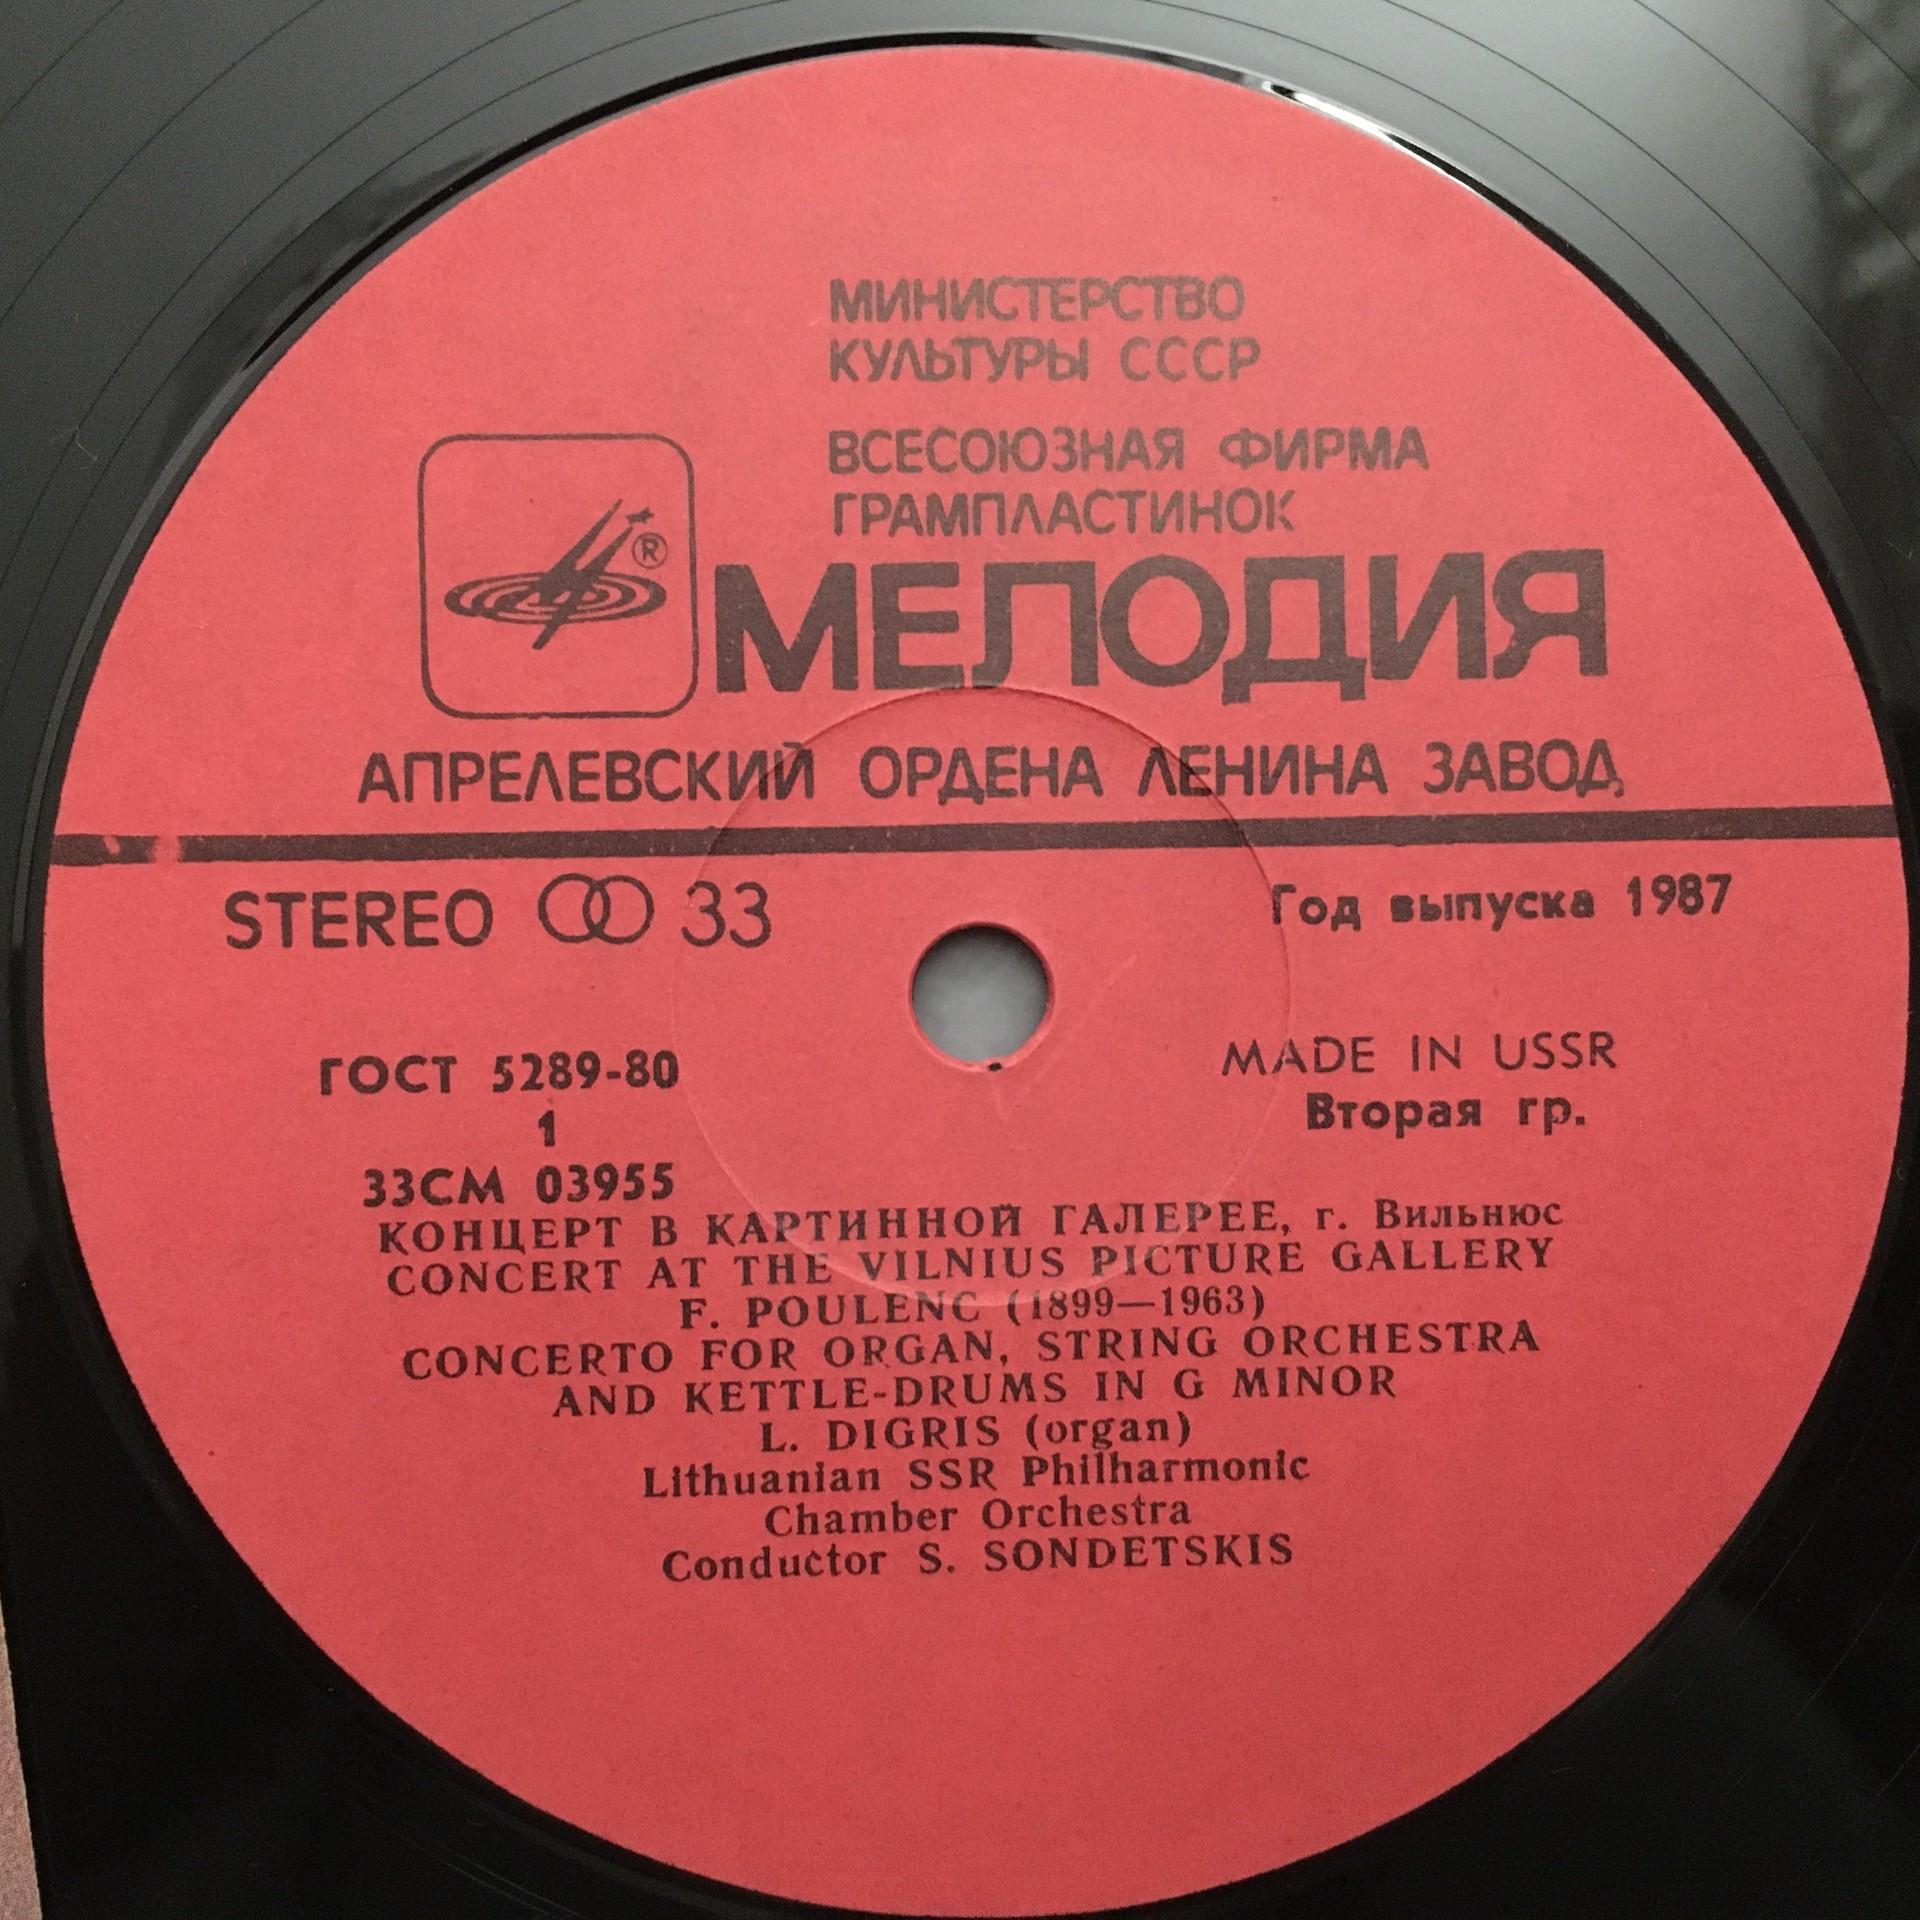 МИНИСТЕРСТВО
КУЛЬТУРЫ СССР
ВСЕСОЮЗНАЯ ФИРМА
ГРАМПЛАСТИНОК
®
МЕЛОДИЯ
АПРЕЛЕВСКИЙ ОРДЕНА ЛЕНИНА ЗАВОД
STEREO 33
Год выпуска 1987
ГОСТ 5289-80
MADE IN USSR
1
Вторая гр.
33СМ 03955
КОНЦЕРТ В КАРТИННОЙ ГАЛЕРЕЕ, г. Вильнюс
CONCERT AT THE VILNIUS PICTURE GALLERY
F. POULENC (1899—1963)
CONCERTO FOR ORGAN, STRING ORCHESTRA
AND KETTLE-DRUMS IN G MINOR
L. DIGRIS (organ)
Lithuanian SSR Philharmonic
Chamber Orchestra
Conductor S. SONDETSKIS